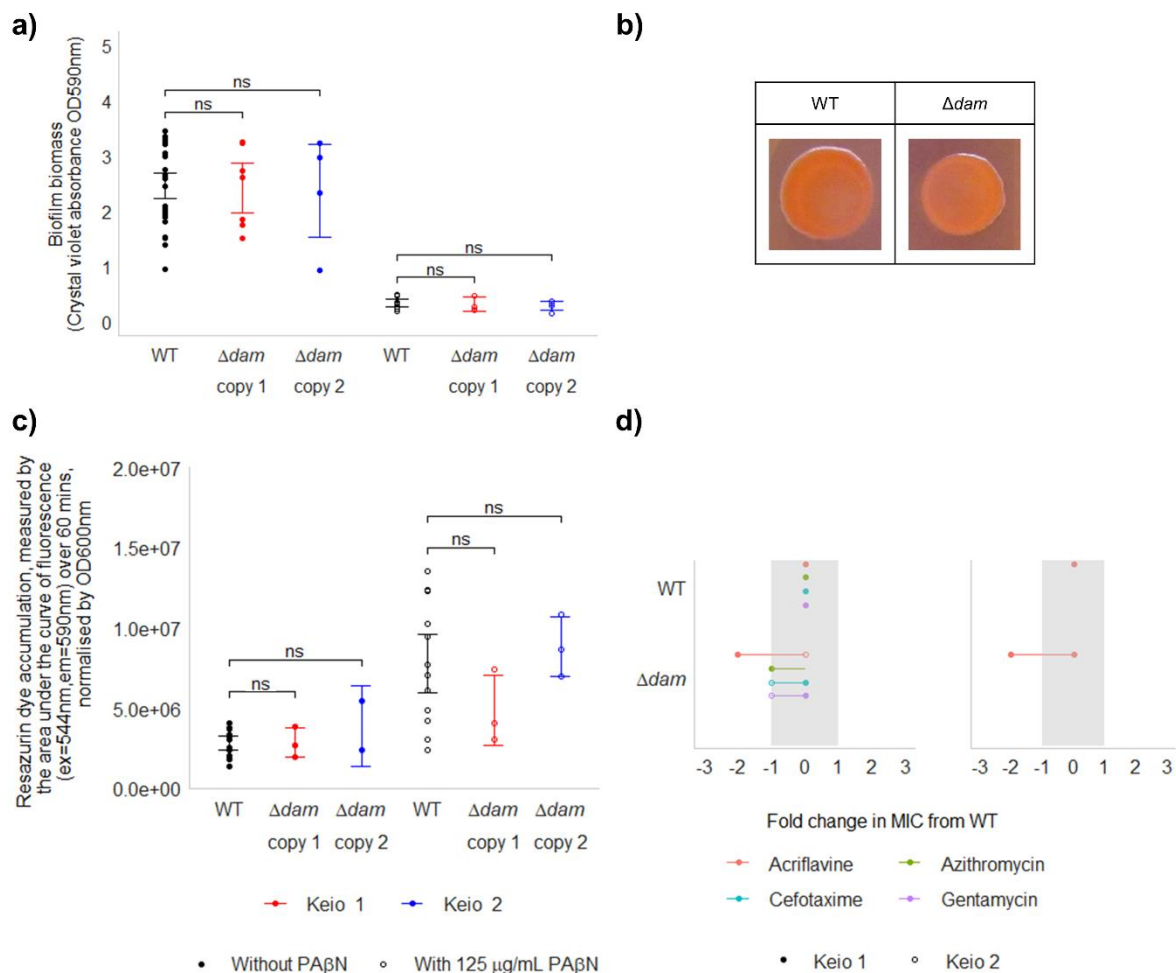 a)
5
4
3
2
1
0
Biofilm biomass
(Crystal violet absorbance OD590nm)
ns
ns
ns
ns
WT
Δdam
copy 1
Δdam
copy 2
WT
Δdam
copy 1
Δdam
copy 2
b)
WT
Δdam
c)
2.0e+07
1.5e+07
1.0e+07
5.0e+06
0.0e+00
Resazurin dye accumulation, measured by
the area under the curve of fluorescence
(ex=544nm,em=590nm) over 60 mins,
normalised by OD600nm
ns
ns
ns
ns
WT
Δdam
copy 1
Δdam
copy 2
WT
Δdam
copy 1
Δdam
copy 2
Keio 1
Keio 2
Without PAβN
With 125 μg/mL PAβN
d)
WT
Δdam
-3 -2 -1 0 1 2 3
-3 -2 -1 0 1 2 3
Fold change in MIC from WT
Acriflavine
Azithromycin
Cefotaxime
Gentamycin
Keio 1
Keio 2